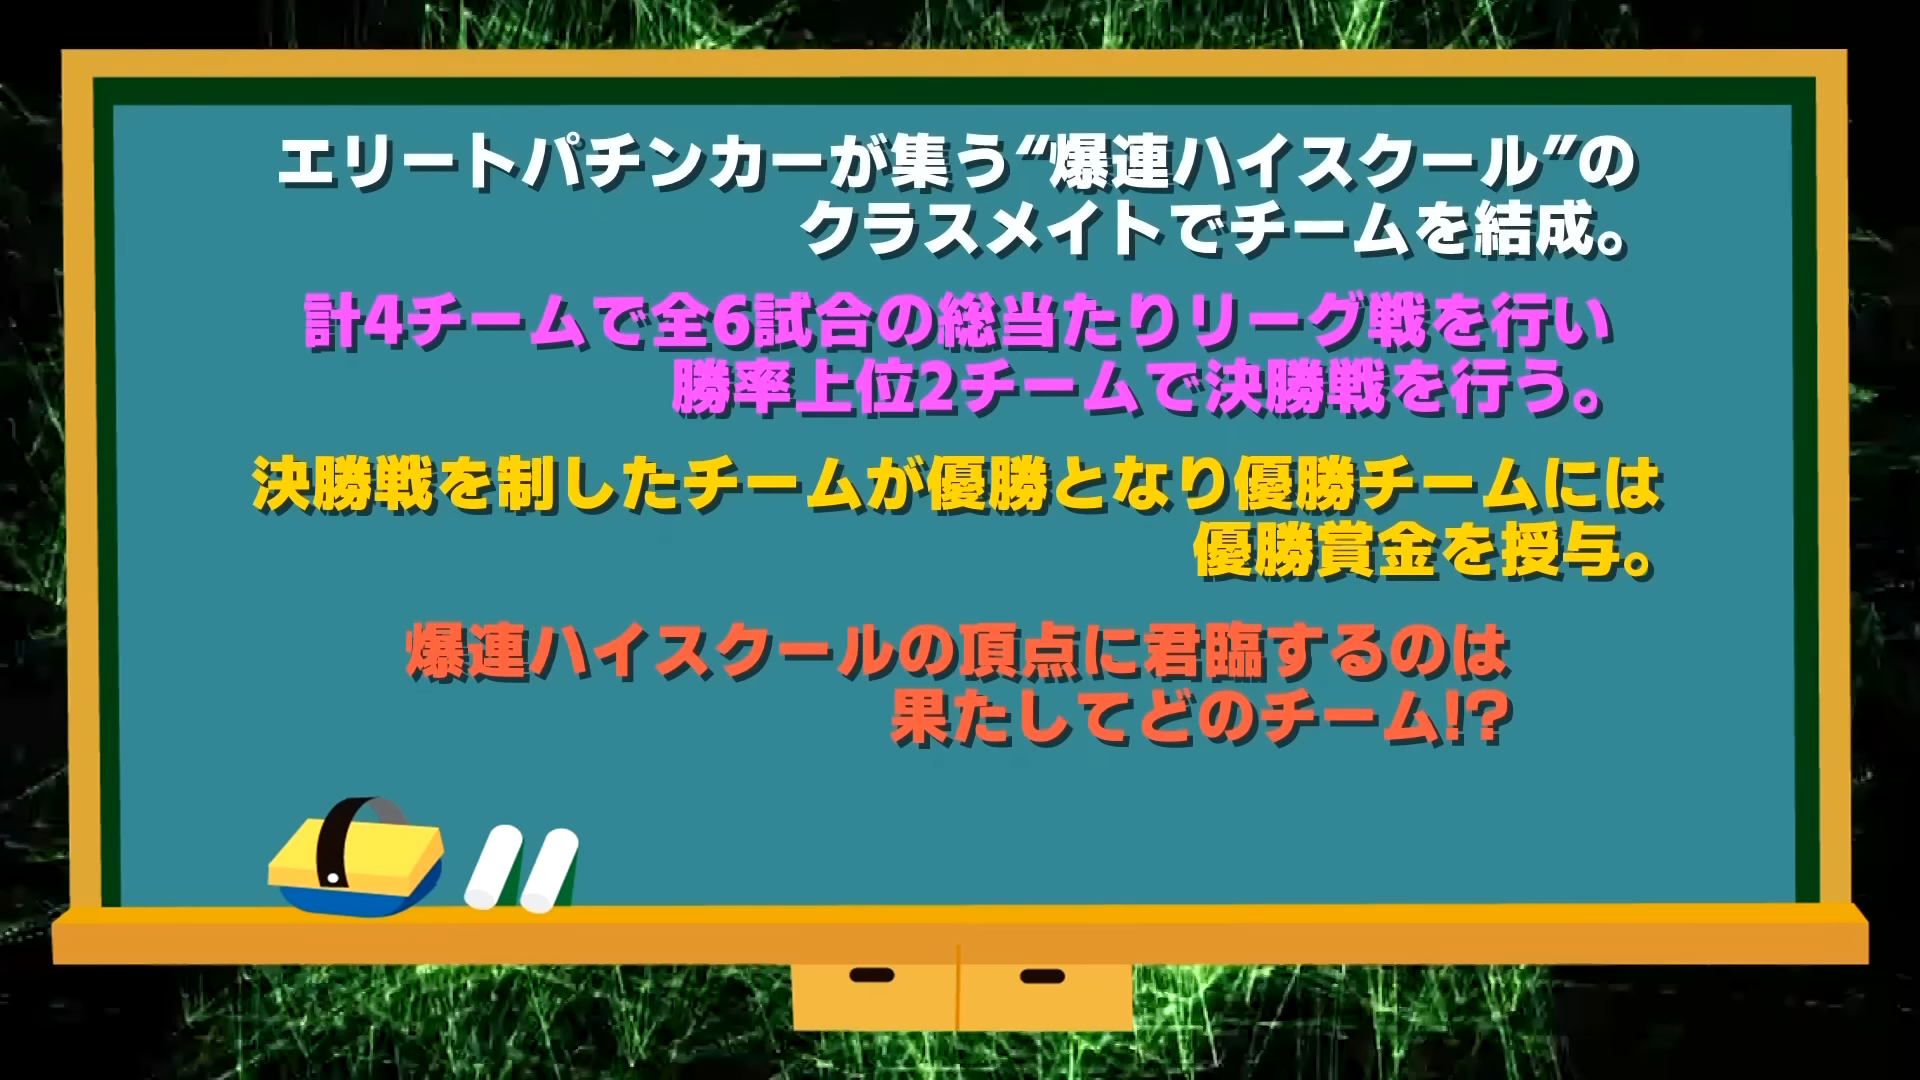 エリートパチンカーが集う“爆連ハイスクール”の
クラスメイトでチームを結成。
計4チームで全6試合の総当たりリーグ戦を行い
勝率上位2チームで決勝戦を行う。
決勝戦を制したチームが優勝となり優勝チームには
優勝賞金を授与。
爆連ハイスクールの頂点に君臨するのは
果たしてどのチーム!?